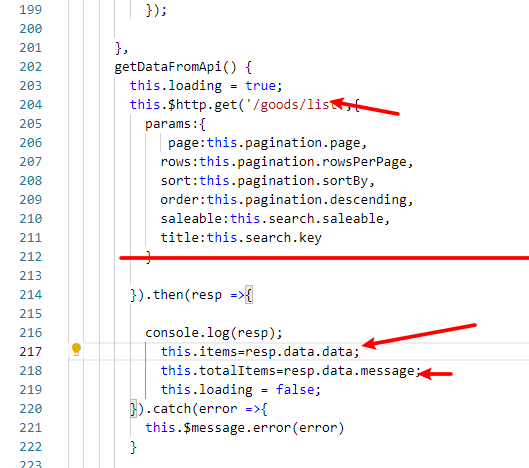 199 });
200
201 },
202 getDataFromApi() {
203 this.loading = true;
204 this.$http.get('/goods/list',{
205 params:{
206 page:this.pagination.page,
207 rows:this.pagination.rowsPerPage,
208 sort:this.pagination.sortBy,
209 order:this.pagination.descending,
210 saleable:this.search.saleable,
211 title:this.search.key
212 }
213
214 }).then(resp =>{
215
216 console.log(resp);
217 this.items=resp.data.data;
218 this.totalItems=resp.data.message;
219 this.loading = false;
220 }).catch(error =>{
221 this.$message.error(error)
222 }
223